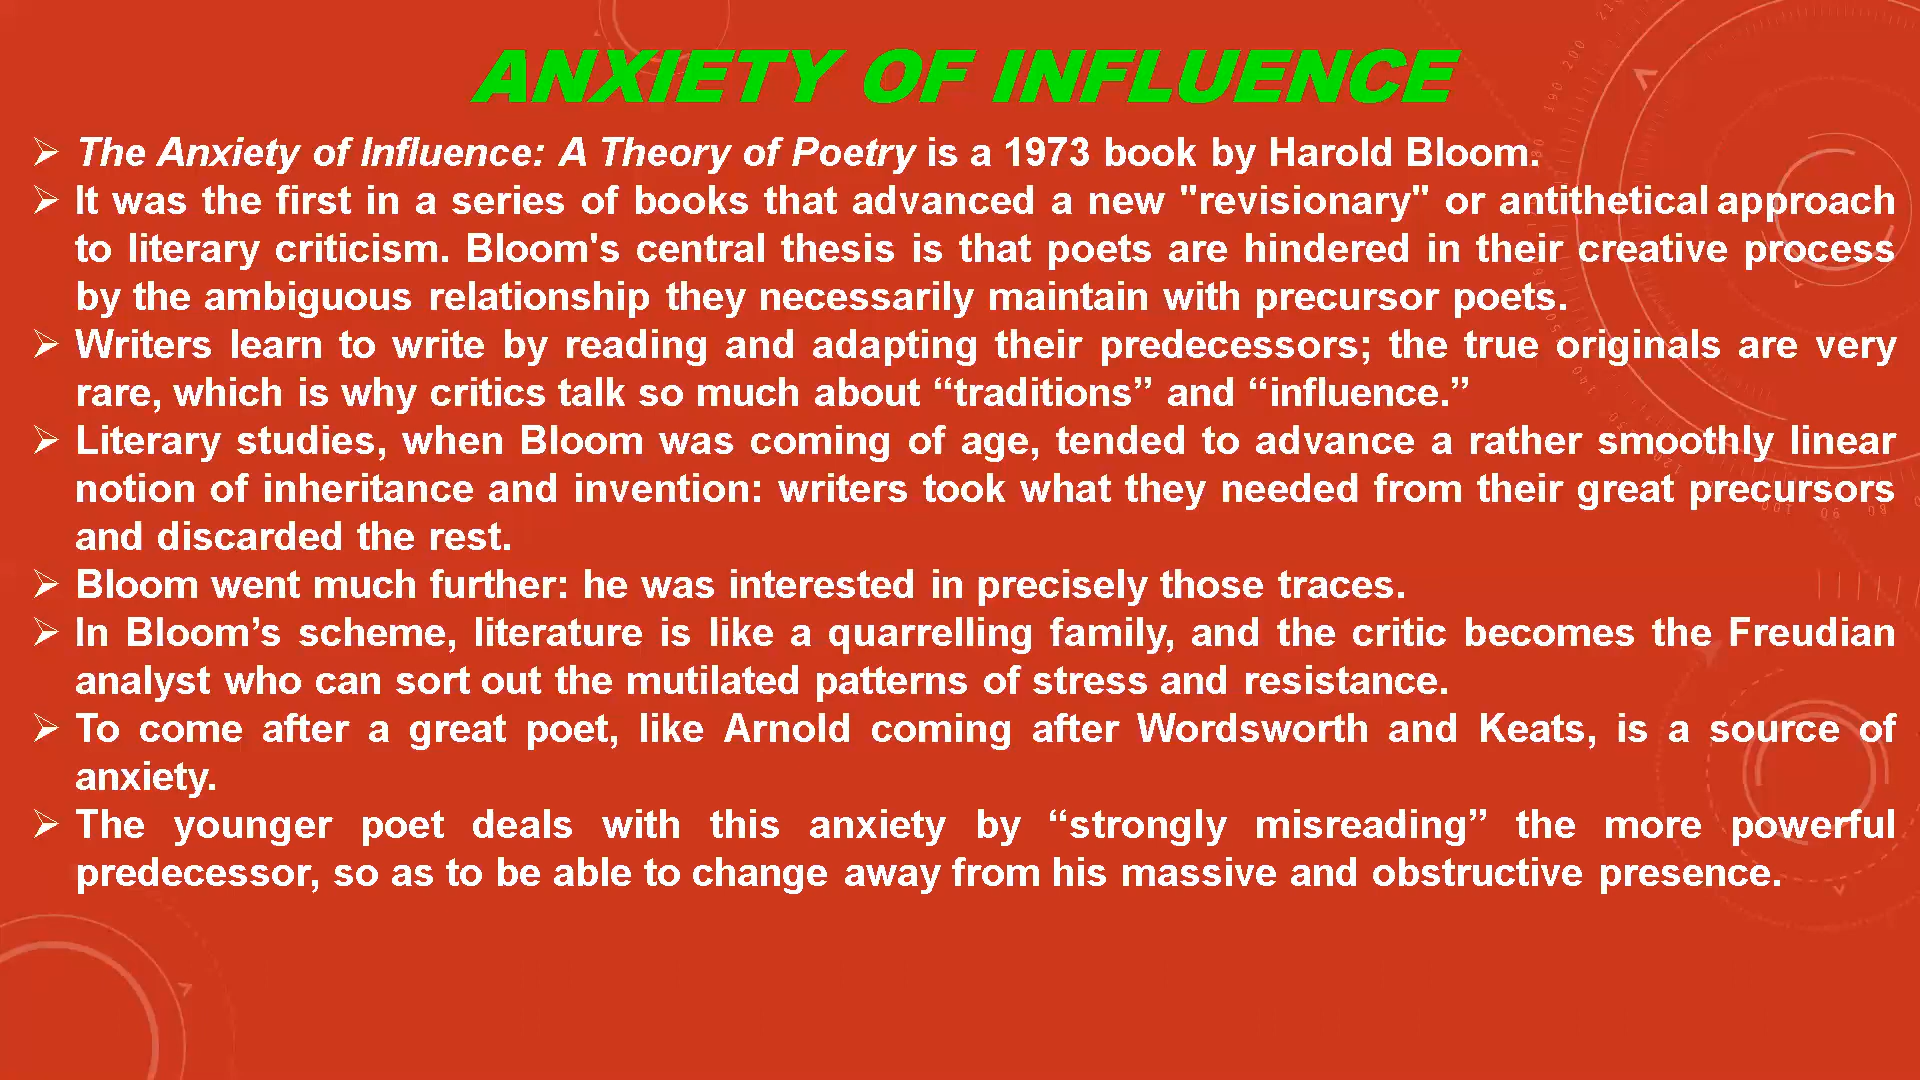 ANXIETY OF INFLUENCE
The Anxiety of Influence: A Theory of Poetry is a 1973 book by Harold Bloom.
It was the first in a series of books that advanced a new "revisionary" or antithetical approach
to literary criticism. Bloom's central thesis is that poets are hindered in their creative process
by the ambiguous relationship they necessarily maintain with precursor poets.
Writers learn to write by reading and adapting their predecessors; the true originals are very
rare, which is why critics talk so much about “traditions” and “influence.”
Literary studies, when Bloom was coming of age, tended to advance a rather smoothly linear
notion of inheritance and invention: writers took what they needed from their great precursors
and discarded the rest.
Bloom went much further: he was interested in precisely those traces.
In Bloom’s scheme, literature is like a quarrelling family, and the critic becomes the Freudian
analyst who can sort out the mutilated patterns of stress and resistance.
To come after a great poet, like Arnold coming after Wordsworth and Keats, is a source of
anxiety.
The younger poet deals with this anxiety by “strongly misreading” the more powerful
predecessor, so as to be able to change away from his massive and obstructive presence.